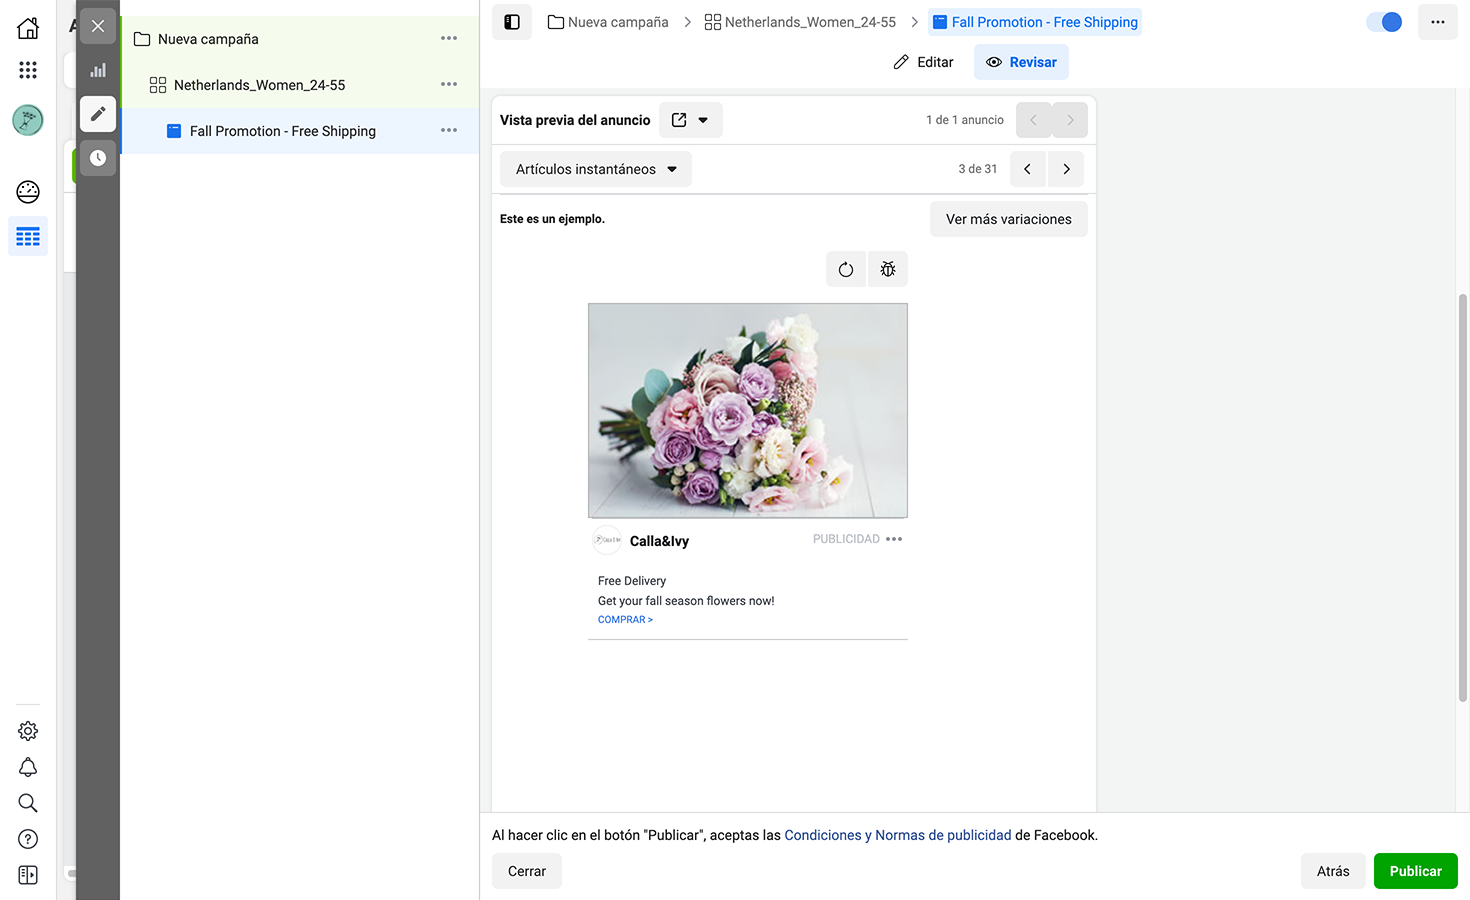 Nueva campaña
Netherlands_Women_24-55
Fall Promotion - Free Shipping
Nueva campaña
Netherlands_Women_24-55
Fall Promotion - Free Shipping
Editar
Revisar
Vista previa del anuncio
1 de 1 anuncio
Artículos instantáneos
3 de 31
Este es un ejemplo.
Ver más variaciones
Calla&Ivy
PUBLICIDAD
Free Delivery
Get your fall season flowers now!
COMPRAR >
Al hacer clic en el botón "Publicar", aceptas las Condiciones y Normas de publicidad de Facebook.
Cerrar
Atrás
Publicar